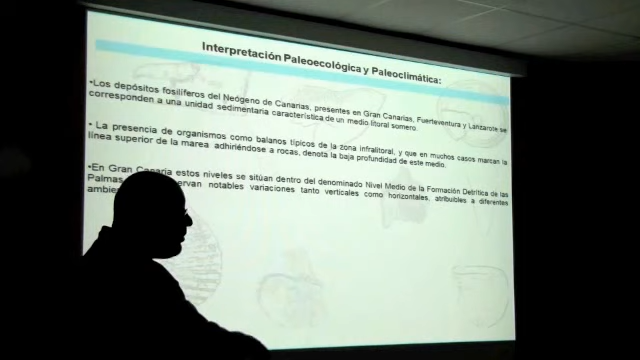 Interpretación Paleoecológica y Paleoclimática:
•Los depósitos fosilíferos del Neógeno de Canarias, presentes en Gran Canarias, Fuerteventura y Lanzarote se
corresponden a una unidad sedimentaria característica de un medio litoral somero.
• La presencia de organismos como balanos típicos de la zona infralitoral, y que en muchos casos marcan la
línea superior de la marea adhiriéndose a rocas, denota la baja profundidad de este medio.
•En Gran Canaria estos niveles se sitúan dentro del denominado Nivel Medio de la Formación Detrítica de las
Palmas notables variaciones tanto verticales como horizontales, atribuibles a diferentes